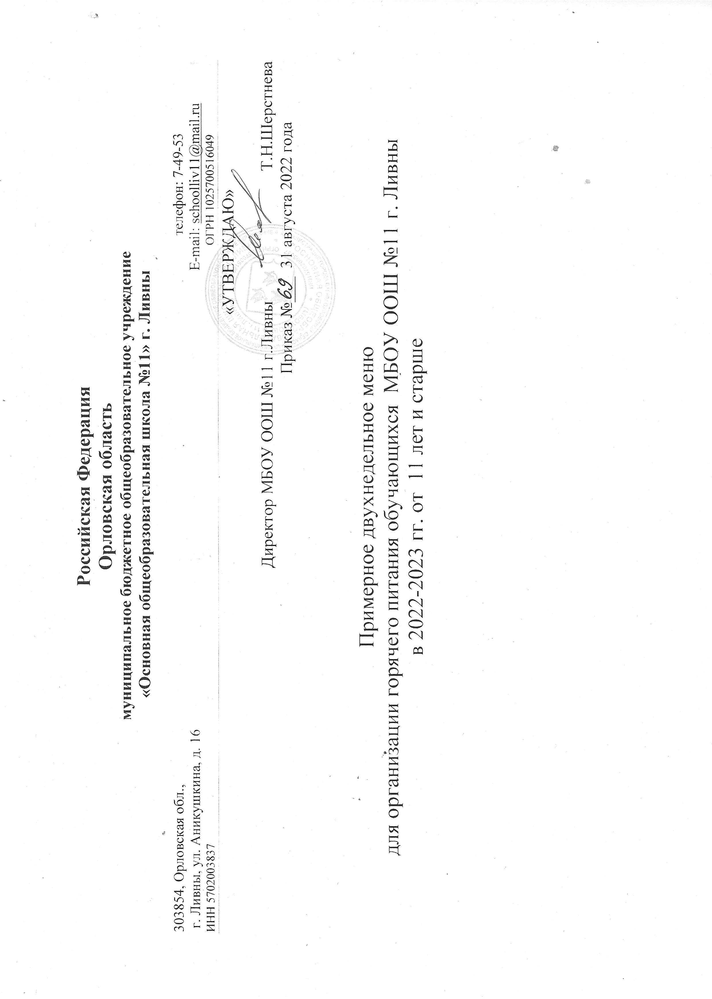 Российская Федерация
Орловская область
муниципальное бюджетное общеобразовательное учреждение
«Основная общеобразовательная школа №11» г. Ливны
303854, Орловская обл.,
г. Ливны, ул. Аникушкина, д. 16
ИНН 5702003837
телефон: 7-49-53
E-mail: schoolliv11@mail.ru
ОГРН 1025700516049
«УТВЕРЖДАЮ»
Директор МБОУ ООШ №11 г.Ливны Т.Н.Шерстнева
Приказ №69 31 августа 2022 года
Примерное двухнедельное меню
для организации горячего питания обучающихся МБОУ ООШ №11 г. Ливны
в 2022-2023 гг. от 11 лет и старше